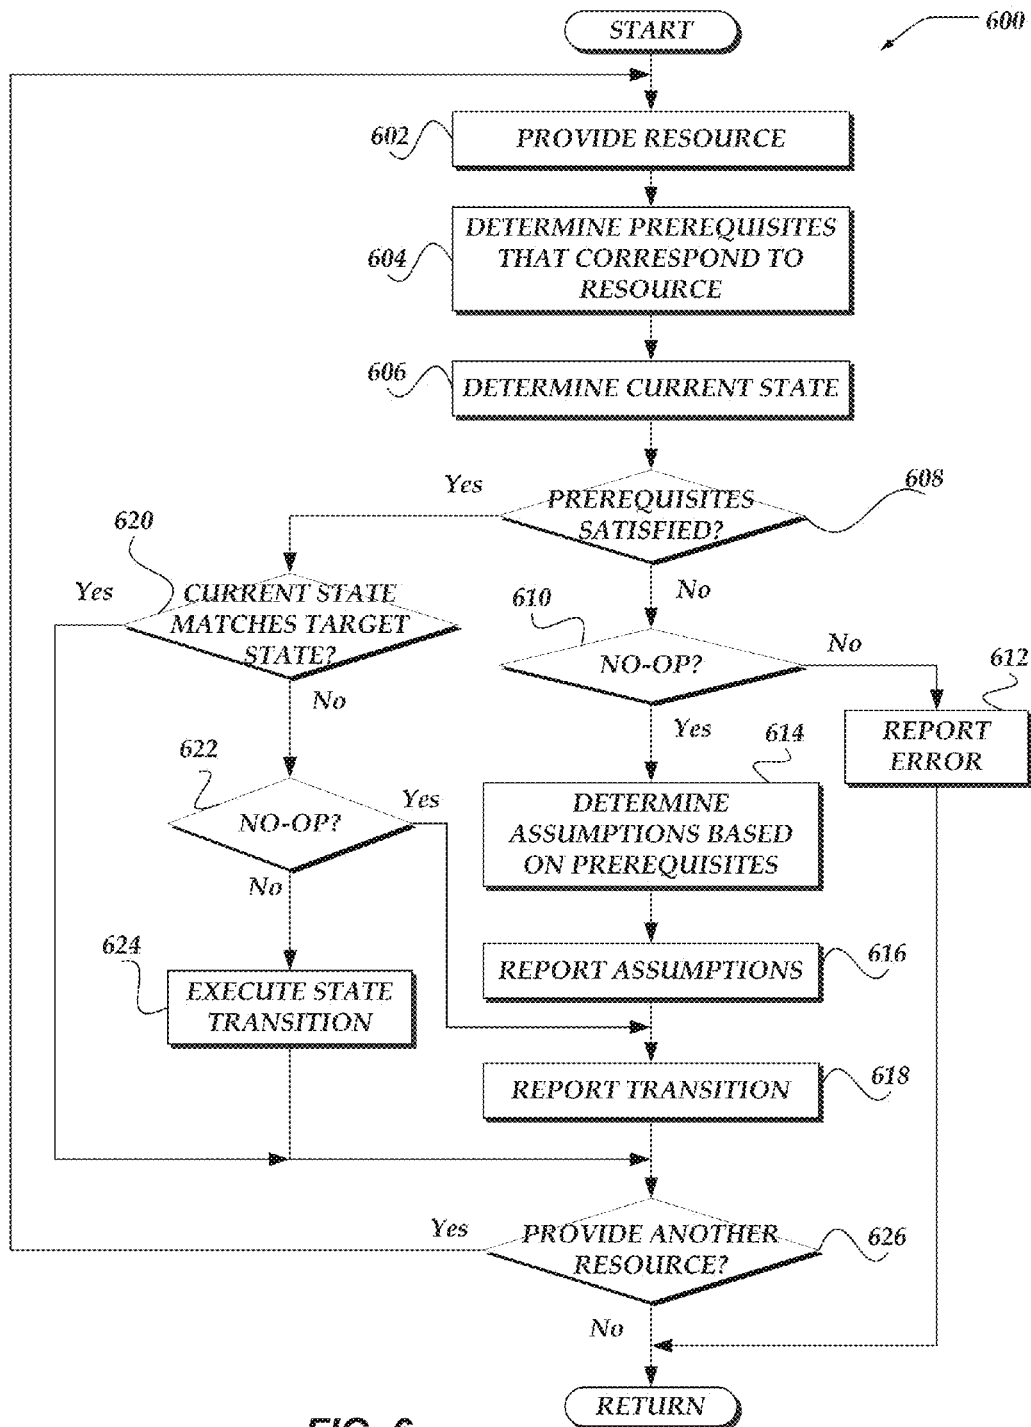 START
600
602
PROVIDE RESOURCE
604
DETERMINE PREREQUISITES
THAT CORRESPOND TO
RESOURCE
606
DETERMINE CURRENT STATE
Yes
PREREQUISITES
SATISFIED?
608
620
Yes
CURRENT STATE
MATCHES TARGET
STATE?
No
610
NO-OP?
No
612
REPORT
ERROR
No
622
NO-OP?
Yes
Yes
614
DETERMINE
ASSUMPTIONS BASED
ON PREREQUISITES
No
624
EXECUTE STATE
TRANSITION
REPORT ASSUMPTIONS
616
REPORT TRANSITION
618
Yes
PROVIDE ANOTHER
RESOURCE?
626
No
RETURN
FIG. 6